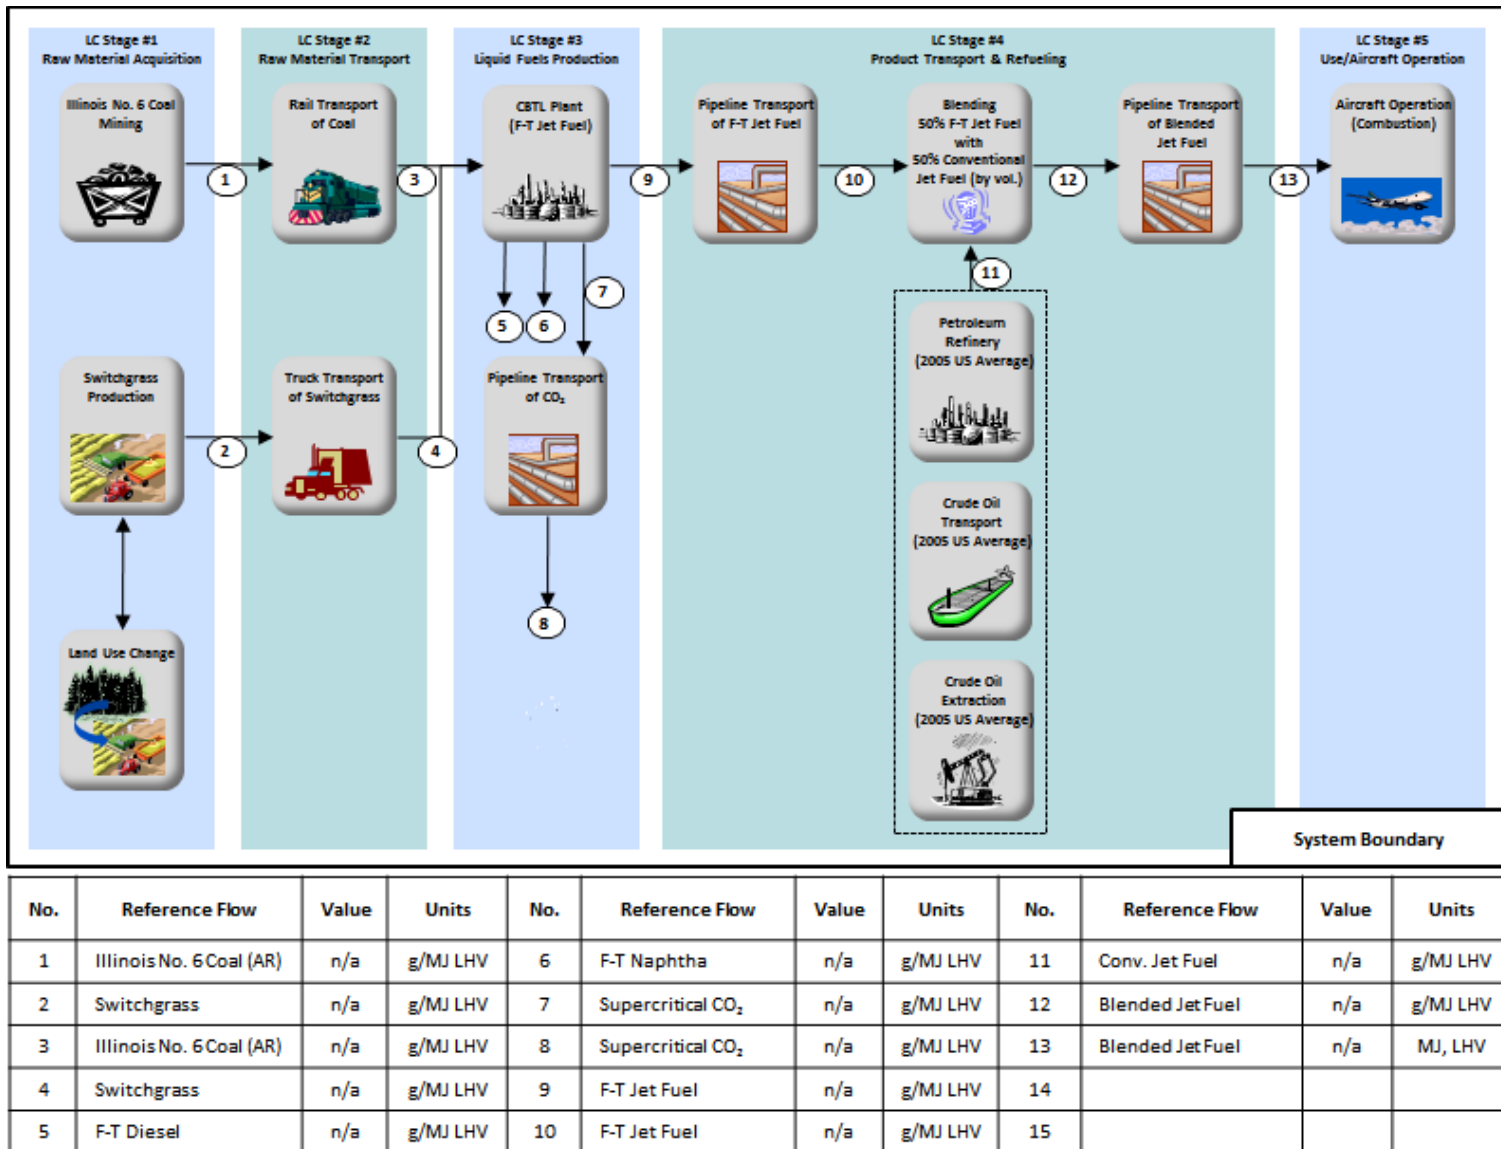 LC Stage #1
Raw Material Acquisition
LC Stage #2
Raw Material Transport
LC Stage #3
Liquid Fuels Production
LC Stage #4
Product Transport & Refueling
LC Stage #5
Use/Aircraft Operation
Illinois No. 6 Coal
Mining
Rail Transport
of Coal
CBTL Plant
(F-T Jet Fuel)
Pipeline Transport
of F-T Jet Fuel
Blending
50% F-T Jet Fuel
with
50% Conventional
Jet Fuel (by vol.)
Pipeline Transport
of Blended
Jet Fuel
Aircraft Operation
(Combustion)
1
3
9
10
12
13
5
6
7
11
Switchgrass
Production
Truck Transport
of Switchgrass
Pipeline Transport
of CO₂
Petroleum
Refinery
(2005 US Average)
2
4
8
Crude Oil
Transport
(2005 US Average)
Land Use Change
Crude Oil
Extraction
(2005 US Average)
System Boundary
No. Reference Flow Value Units No. Reference Flow Value Units No. Reference Flow Value Units
1 Illinois No. 6 Coal (AR) n/a g/MJ LHV 6 F-T Naphtha n/a g/MJ LHV 11 Conv. Jet Fuel n/a g/MJ LHV
2 Switchgrass n/a g/MJ LHV 7 Supercritical CO₂ n/a g/MJ LHV 12 Blended Jet Fuel n/a g/MJ LHV
3 Illinois No. 6 Coal (AR) n/a g/MJ LHV 8 Supercritical CO₂ n/a g/MJ LHV 13 Blended Jet Fuel n/a MJ, LHV
4 Switchgrass n/a g/MJ LHV 9 F-T Jet Fuel n/a g/MJ LHV 14
5 F-T Diesel n/a g/MJ LHV 10 F-T Jet Fuel n/a g/MJ LHV 15